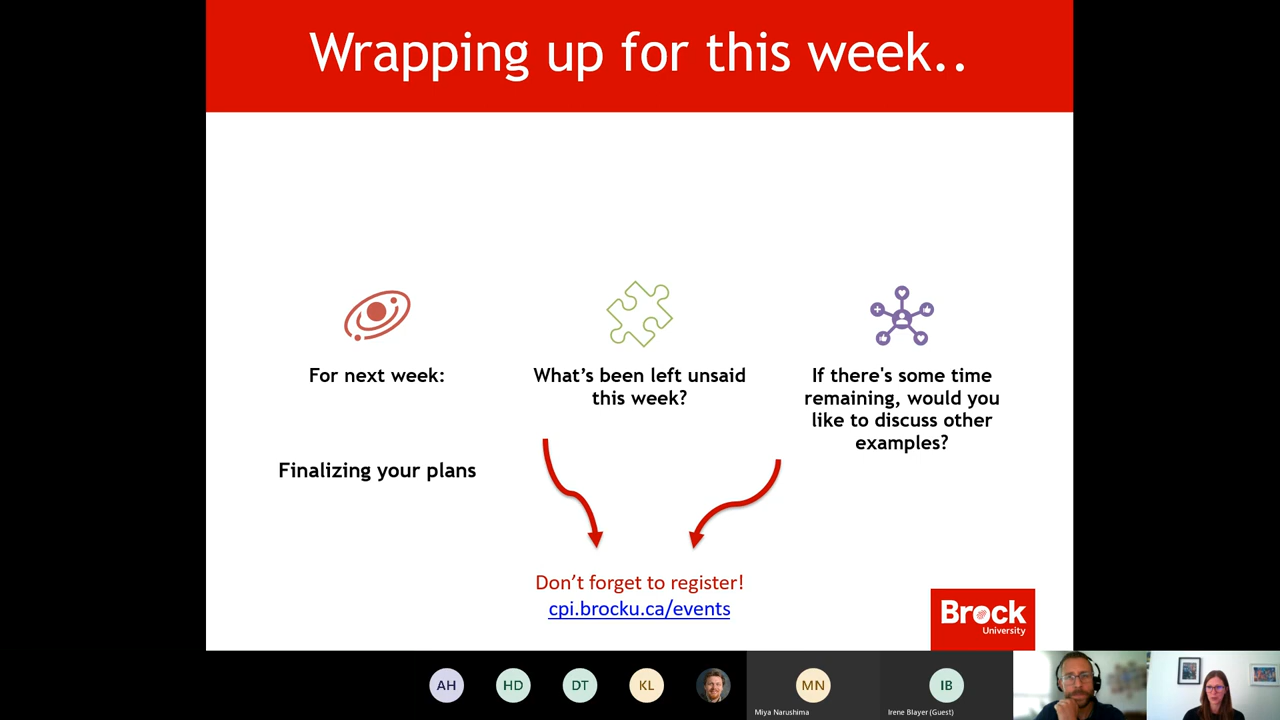 Wrapping up for this week..
For next week:
Finalizing your plans
What's been left unsaid
this week?
If there's some time
remaining, would you
like to discuss other
examples?
Don't forget to register!
cpi.brocku.ca/events
Brock
University
AH
HD
DT
KL
MN
Miya Narushima
IB
Irene Blayer (Guest)